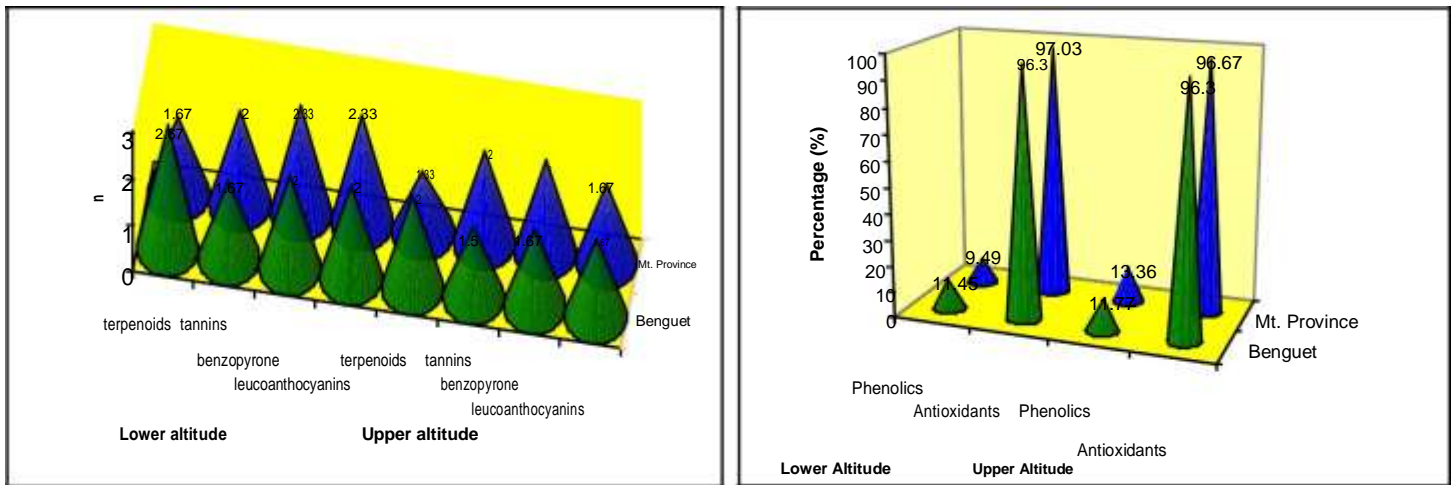 3
2
1
0
n
1.67
2
2.33
2.33
1.33
2
1.67
2.67
1.67
2
2
1.5
1.67
Mt. Province
Benguet
terpenoids tannins
benzopyrone terpenoids tannins
leucoanthocyanins benzopyrone
leucoanthocyanins
Lower altitude Upper altitude
100
90
80
70
60
50
40
30
20
10
0
Percentage (%)
97.03
96.3
96.67
96.3
9.49
11.45
13.36
11.77
Mt. Province
Benguet
Phenolics
Antioxidants Phenolics
Antioxidants
Lower Altitude Upper Altitude